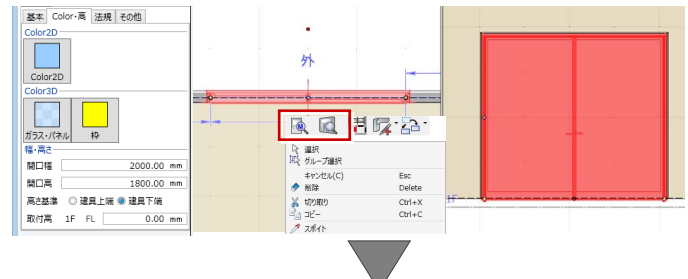 基本 Color・高 法規 その他
Color2D
Color2D
Color3D
ガラス・パネル 枠
幅・高さ
開口幅 2000.00 mm
開口高 1800.00 mm
高さ基準 建具上端 建具下端
取付高 1F FL 0.00 mm
外
M
選択
グループ選択
キャンセル(C) Esc
削除 Delete
切り取り Ctrl+X
コピー Ctrl+C
スポイト
1F